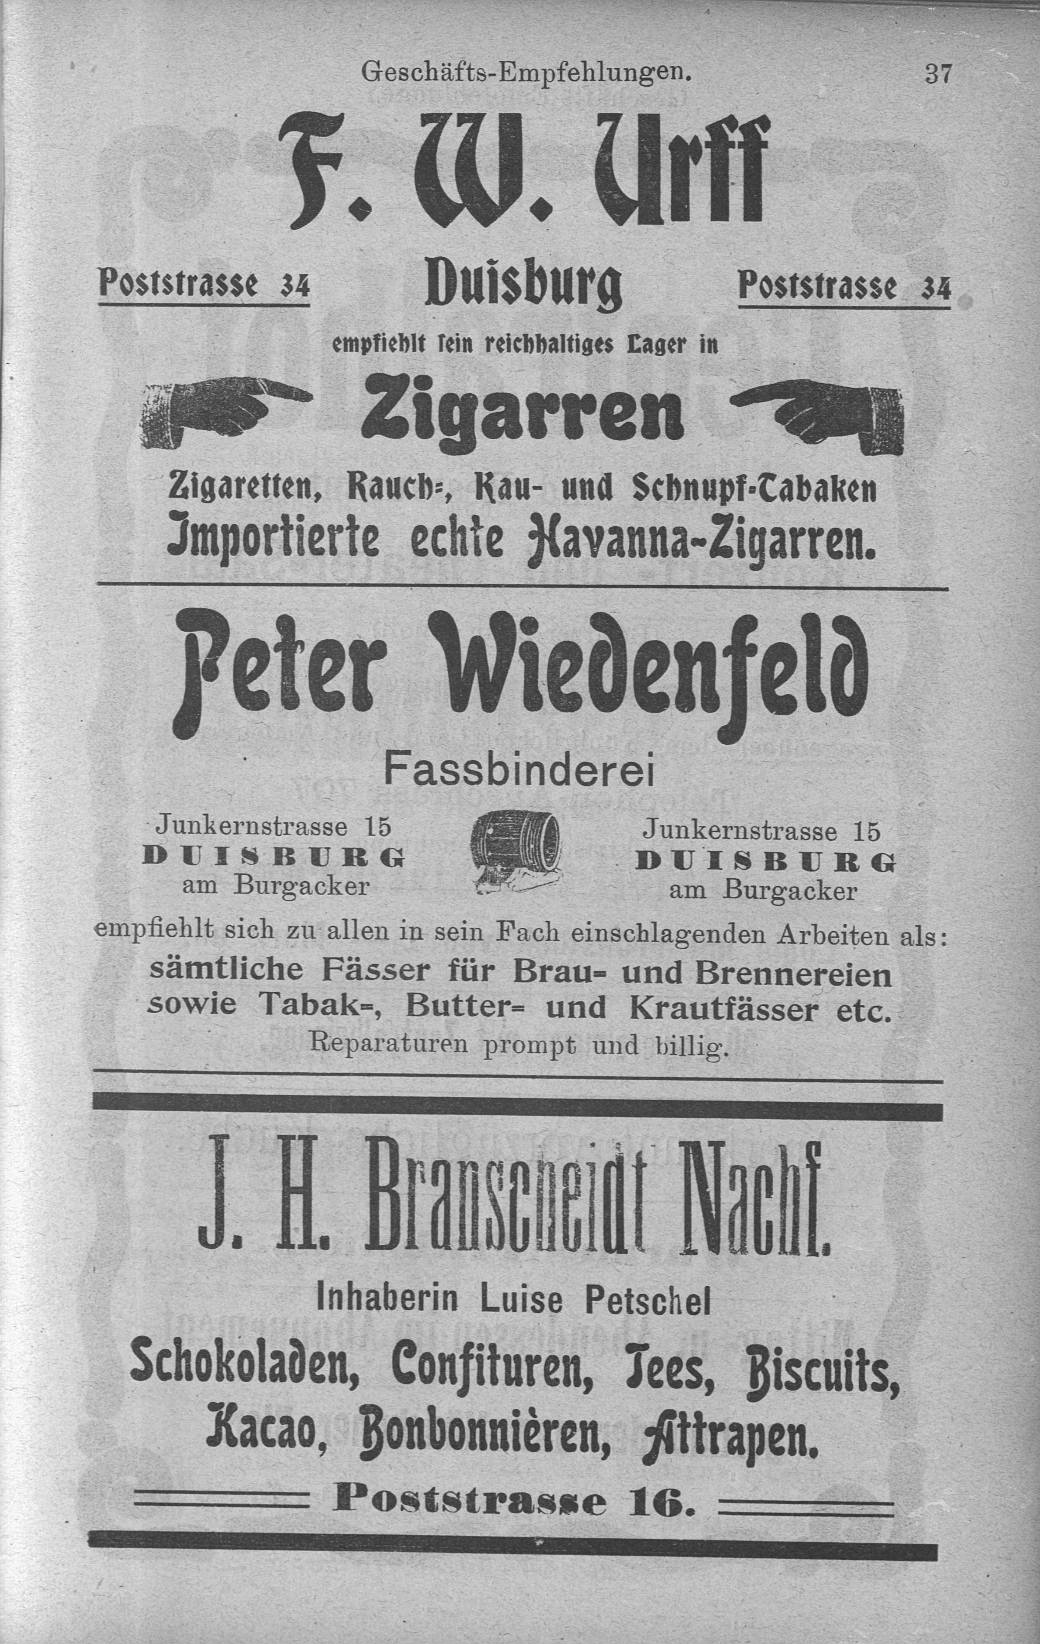 Geschäfts-Empfehlungen. 37
F. W. Urff
Poststrasse 34 Duisburg Poststrasse 34
empfiehlt sein reichhaltiges Lager in
Zigarren
Zigaretten, Rauch-, Kau- und Schnupf-Tabaken
Importierte echte Havanna-Zigarren.
Peter Wiedenfeld
Fassbinderei
Junkernstrasse 15
DUISBURG
am Burgacker
Junkernstrasse 15
DUISBURG
am Burgacker
empfiehlt sich zu allen in sein Fach einschlagenden Arbeiten als:
sämtliche Fässer für Brau- und Brennereien
sowie Tabak-, Butter- und Krautfässer etc.
Reparaturen prompt und billig.
J. H. Branscheidt Nachf.
Inhaberin Luise Petschel
Schokoladen, Confituren, Tees, Biscuits,
Kacao, Bonbonnièren, Attrapen.
Poststrasse 16.